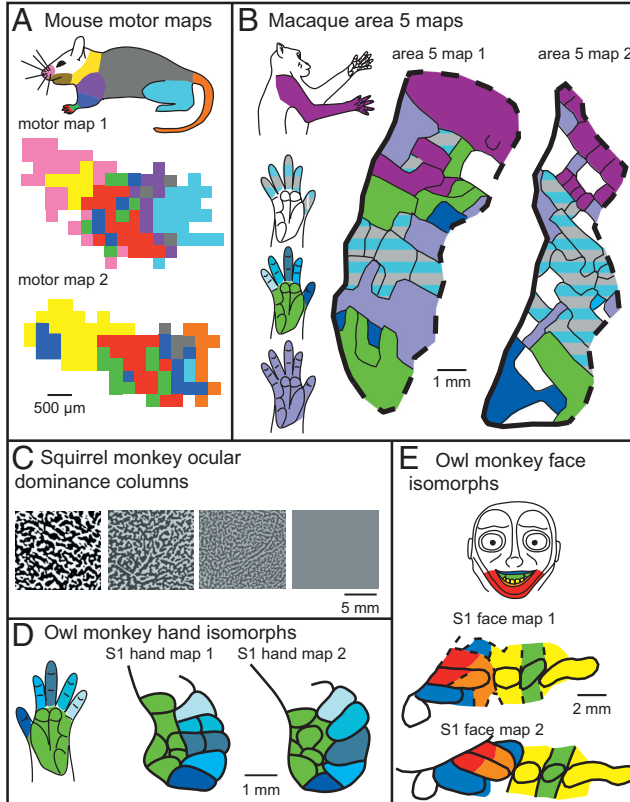 A Mouse motor maps
motor map 1
motor map 2
500 µm
B Macaque area 5 maps
area 5 map 1
area 5 map 2
1 mm
C Squirrel monkey ocular
dominance columns
5 mm
D Owl monkey hand isomorphs
S1 hand map 1
S1 hand map 2
1 mm
E Owl monkey face
isomorphs
S1 face map 1
2 mm
S1 face map 2